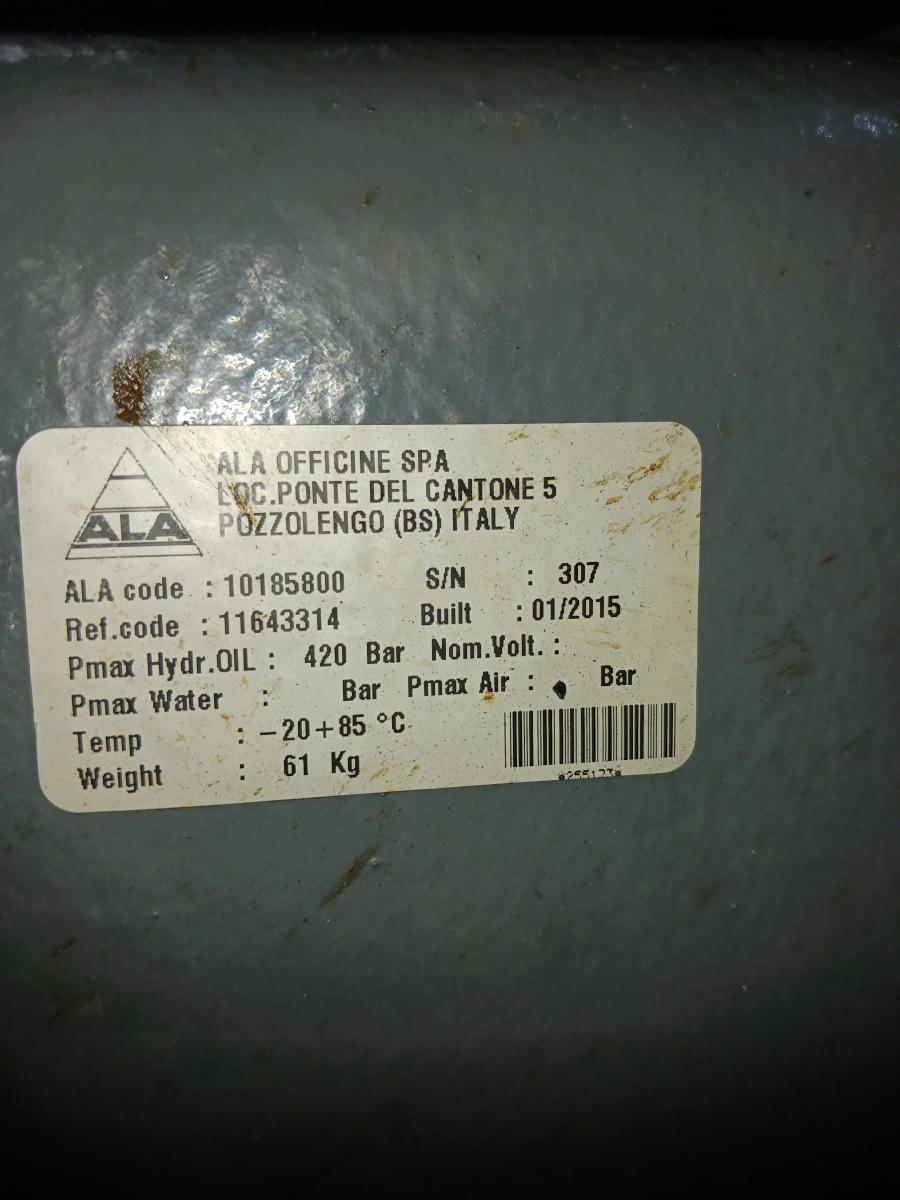 ALA
ALA OFFICINE SPA
LOC.PONTE DEL CANTONE 5
POZZOLENGO (BS) ITALY
ALA code : 10185800 S/N : 307
Ref.code : 11643314 Built : 01/2015
Pmax Hydr.OIL : 420 Bar Nom.Volt. :
Pmax Water : Bar Pmax Air : Bar
Temp : -20+85 °C
Weight : 61 Kg